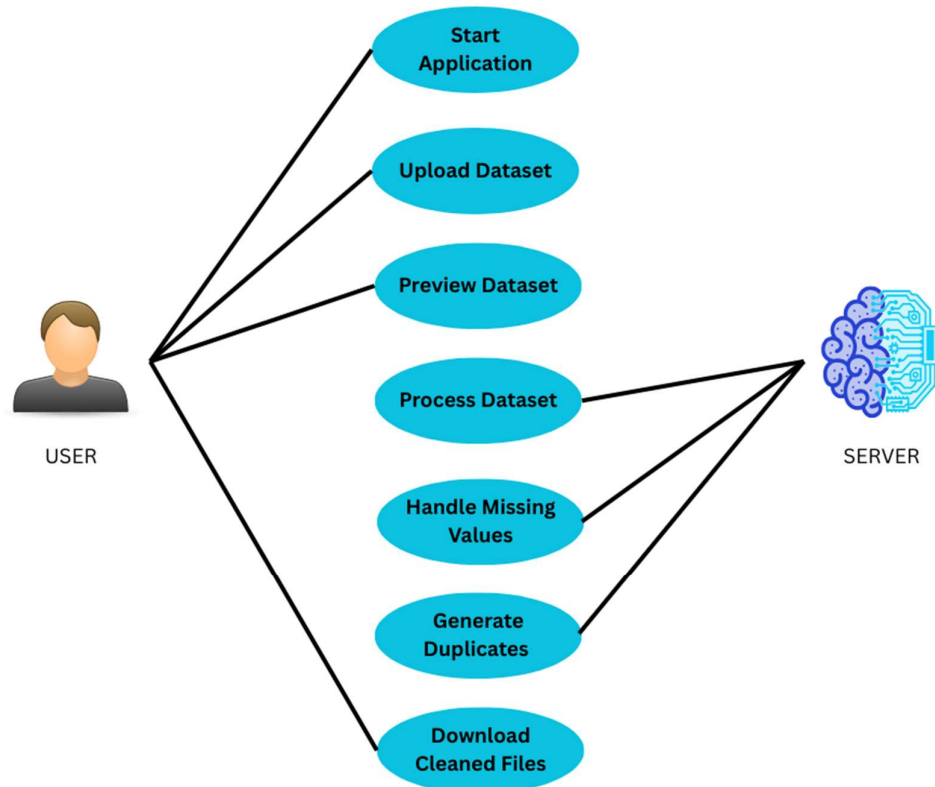 Start
Application
Upload Dataset
Preview Dataset
Process Dataset
USER
SERVER
Handle Missing
Values
Generate
Duplicates
Download
Cleaned Files